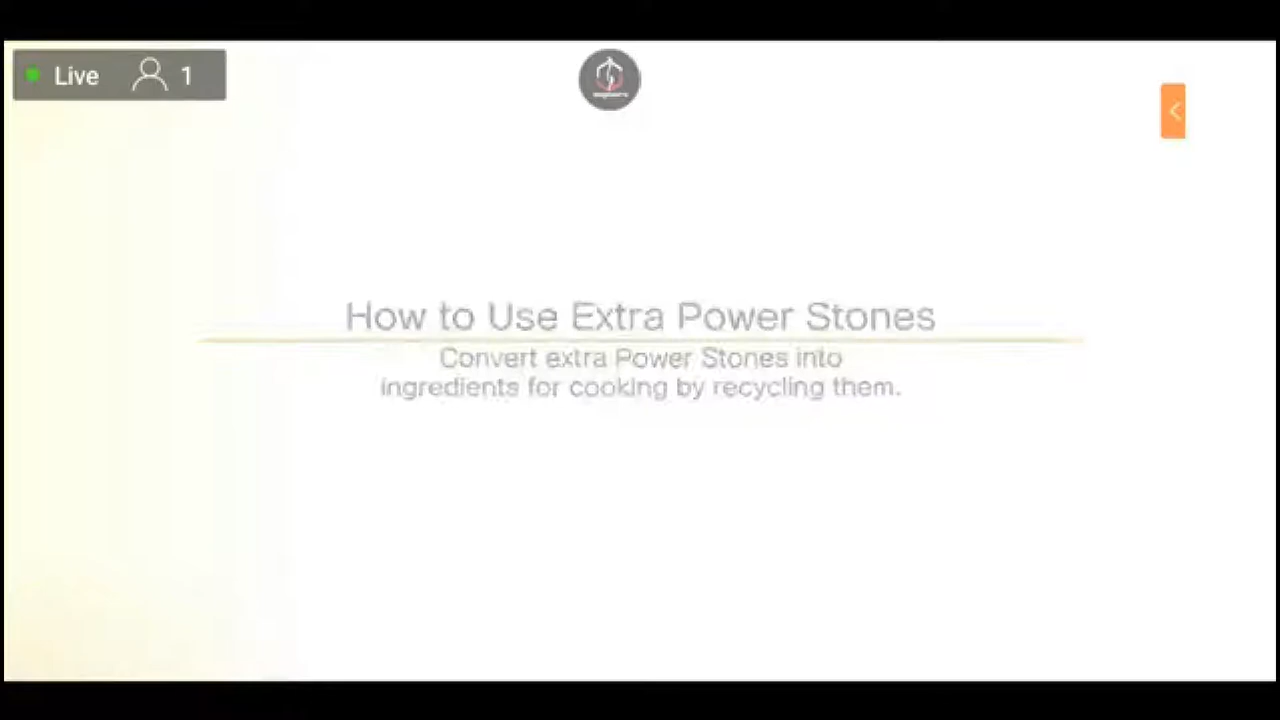 Live 1
How to Use Extra Power Stones
Convert extra Power Stones into
ingredients for cooking by recycling them.